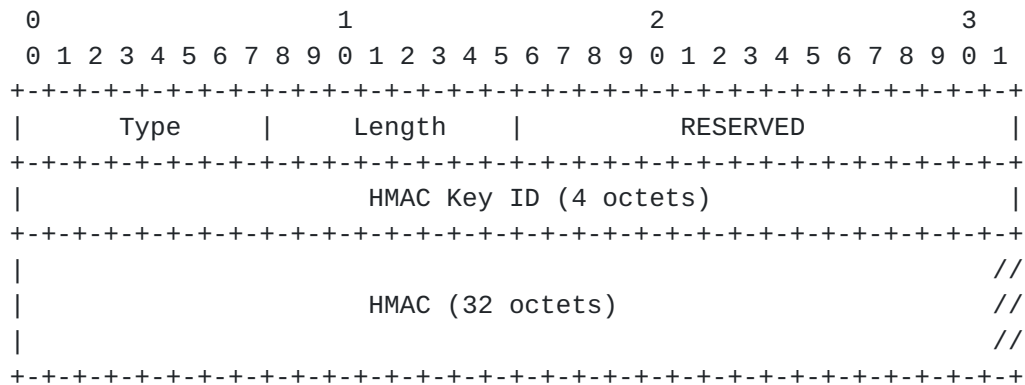 0                   1                   2                   3
 0 1 2 3 4 5 6 7 8 9 0 1 2 3 4 5 6 7 8 9 0 1 2 3 4 5 6 7 8 9 0 1
+-+-+-+-+-+-+-+-+-+-+-+-+-+-+-+-+-+-+-+-+-+-+-+-+-+-+-+-+-+-+-+-+
|      Type     |     Length    |          RESERVED             |
+-+-+-+-+-+-+-+-+-+-+-+-+-+-+-+-+-+-+-+-+-+-+-+-+-+-+-+-+-+-+-+-+
|                      HMAC Key ID (4 octets)                   |
+-+-+-+-+-+-+-+-+-+-+-+-+-+-+-+-+-+-+-+-+-+-+-+-+-+-+-+-+-+-+-+-+
|                                                              //
|                      HMAC (32 octets)                        //
|                                                              //
+-+-+-+-+-+-+-+-+-+-+-+-+-+-+-+-+-+-+-+-+-+-+-+-+-+-+-+-+-+-+-+-+